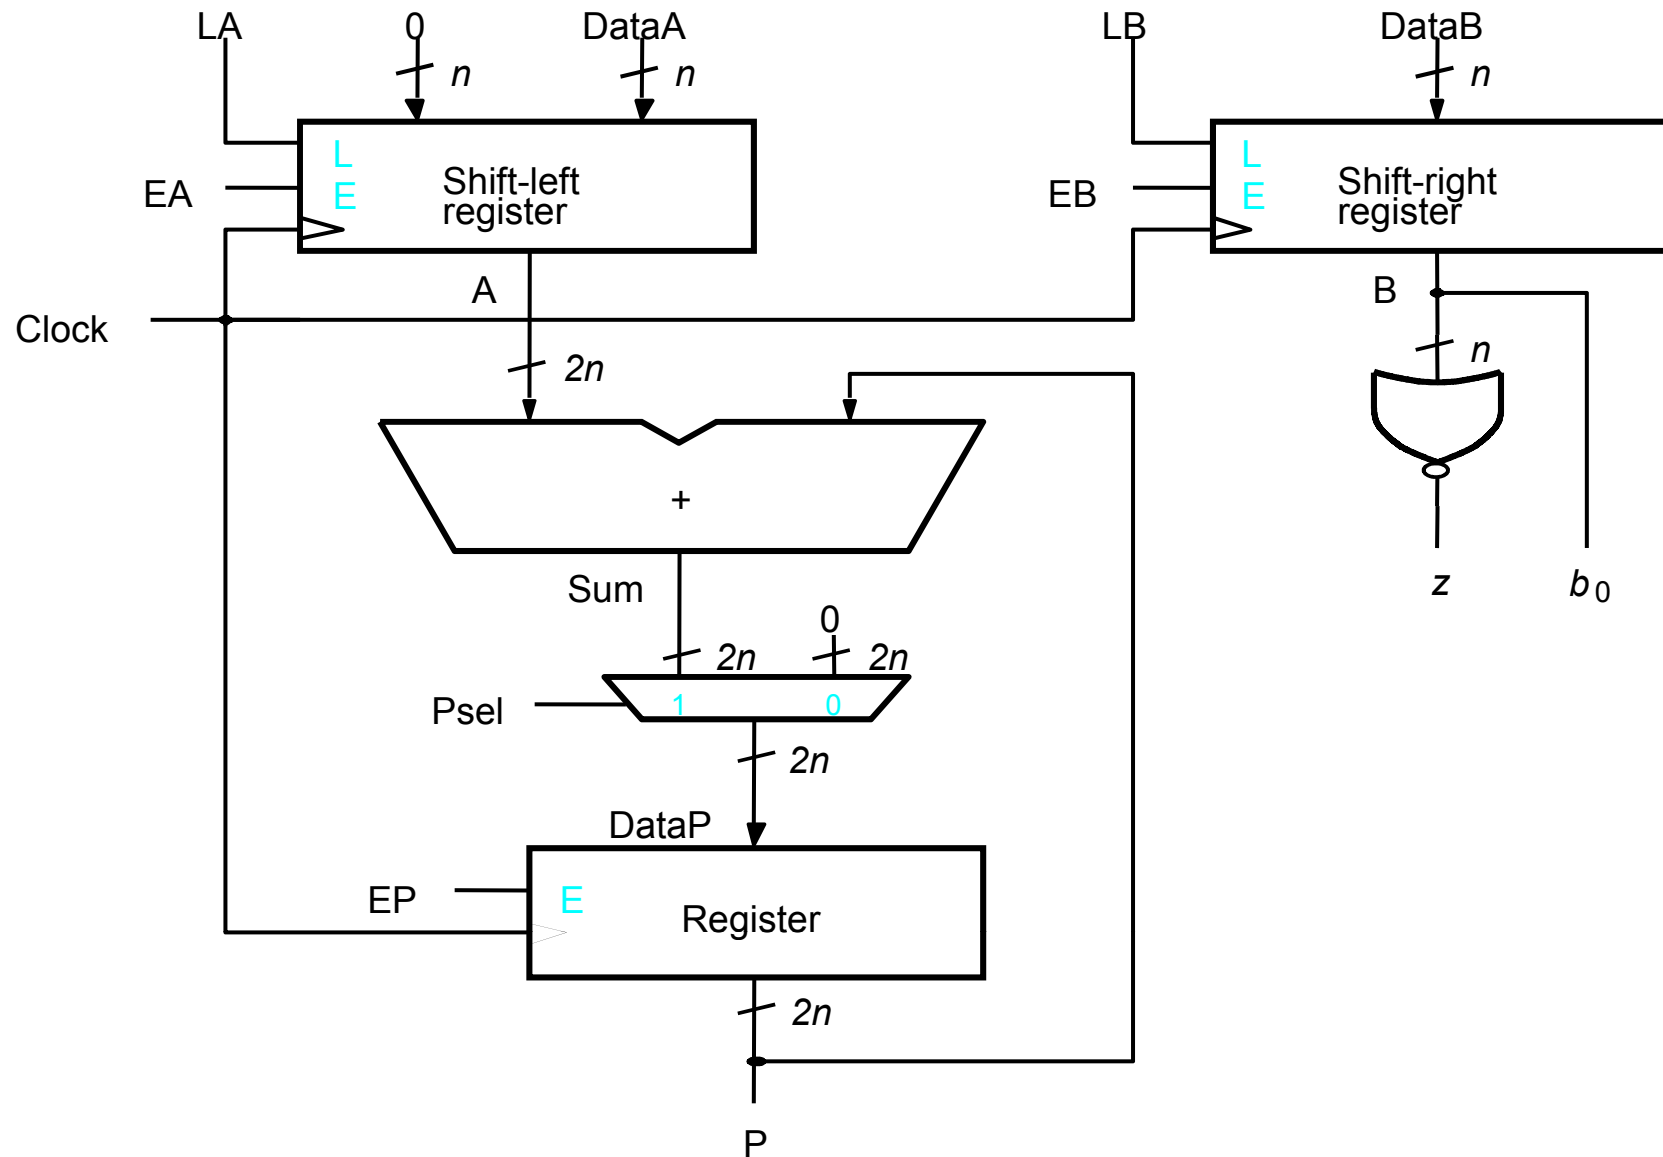 LA
0
DataA
LB
DataB
n
n
n
L
E
Shift-left
register
EA
L
E
Shift-right
register
EB
A
B
Clock
2n
n
+
Sum
z
b0
0
2n
2n
Psel
1
0
2n
DataP
EP
E
Register
2n
P